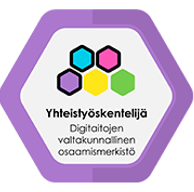 Yhteistyöskentelijä
Digitaitojen
valtakunnallinen
osaamismerkistö